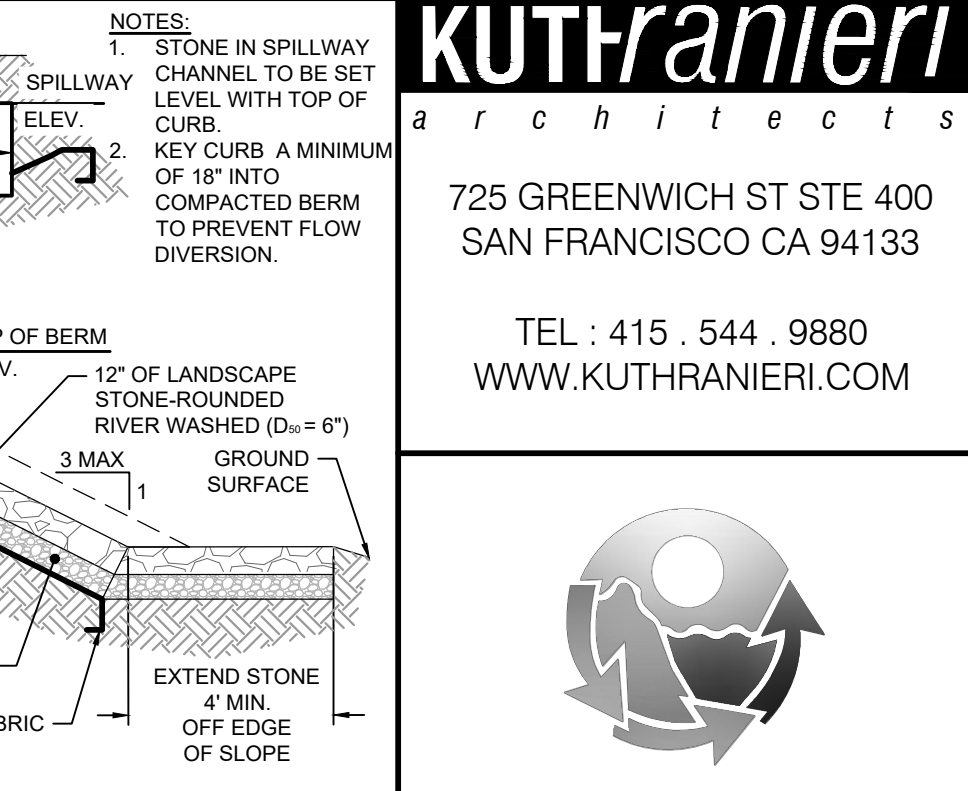 NOTES:
1. STONE IN SPILLWAY
CHANNEL TO BE SET
LEVEL WITH TOP OF
CURB.
2. KEY CURB A MINIMUM
OF 18" INTO
COMPACTED BERM
TO PREVENT FLOW
DIVERSION.
SPILLWAY
ELEV.
OF BERM
12" OF LANDSCAPE
STONE-ROUNDED
RIVER WASHED (D₅₀ = 6")
3 MAX
1
GROUND
SURFACE
EXTEND STONE
4' MIN.
OFF EDGE
OF SLOPE
KUTHranieri
architects
725 GREENWICH ST STE 400
SAN FRANCISCO CA 94133
TEL : 415 . 544 . 9880
WWW.KUTHRANIERI.COM